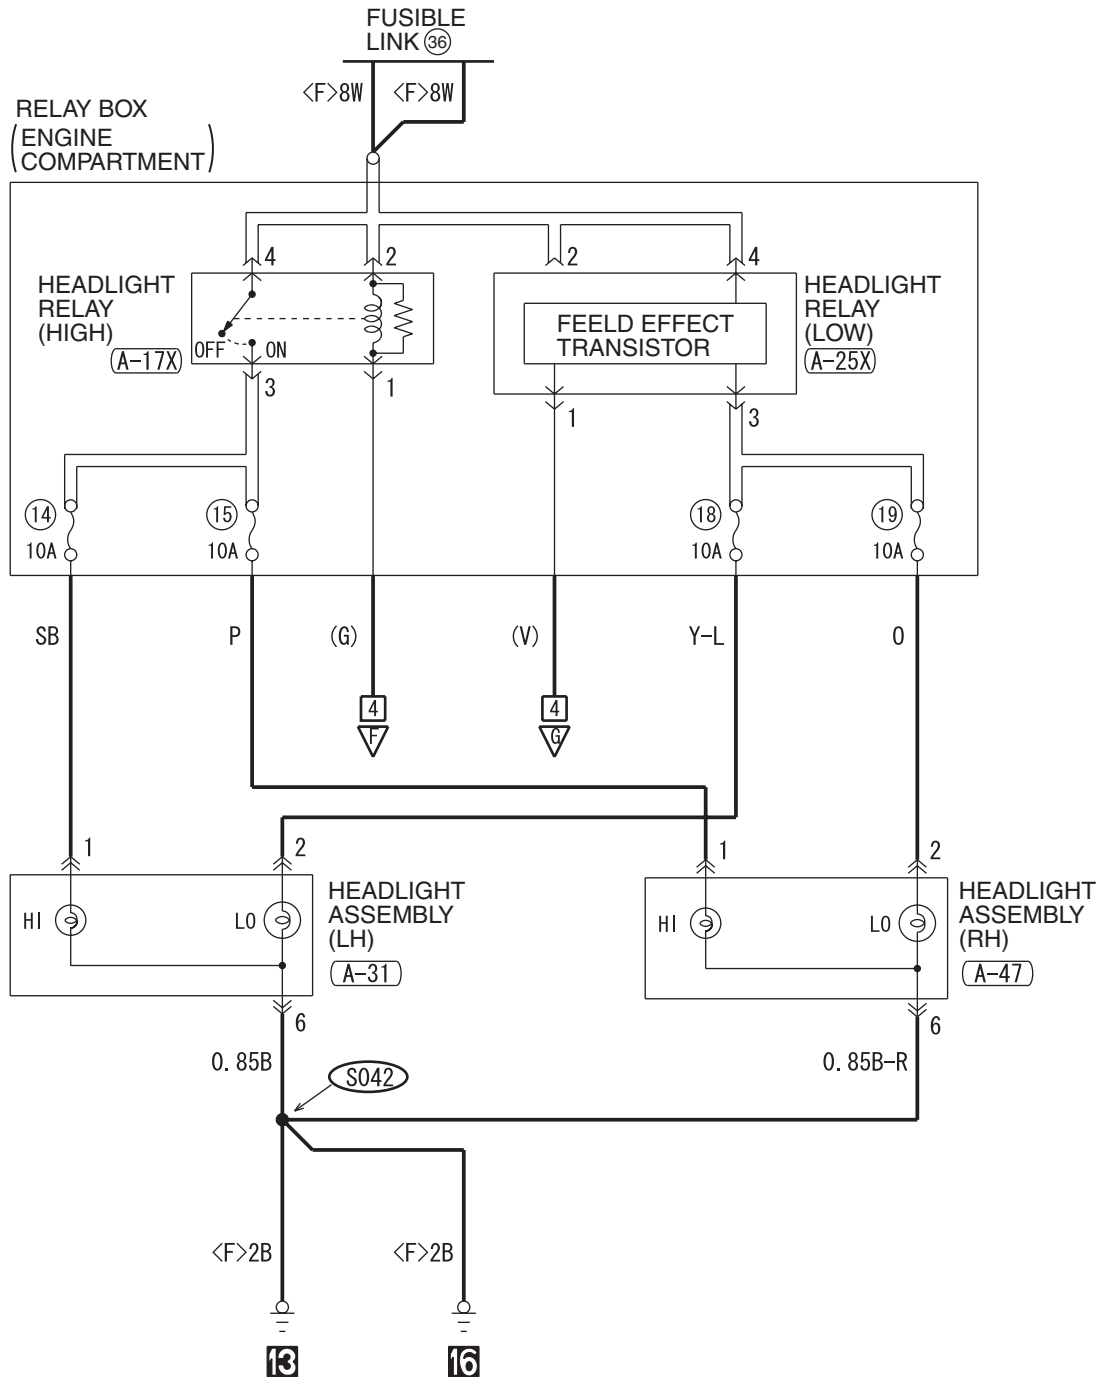 FUSIBLE
LINK 36
<F>8W <F>8W
RELAY BOX
(ENGINE
COMPARTMENT)
4 2 2 4
HEADLIGHT
RELAY
(HIGH)
A-17X
OFF ON
FEELD EFFECT
TRANSISTOR
HEADLIGHT
RELAY
(LOW)
A-25X
3 1 1 3
14 15 18 19
10A 10A 10A 10A
SB P (G) (V) Y-L O
4 4
F G
1 2 1 2
HI LO
HEADLIGHT
ASSEMBLY
(LH)
A-31
HI LO
HEADLIGHT
ASSEMBLY
(RH)
A-47
6 6
0.85B 0.85B-R
S042
<F>2B <F>2B
13 16